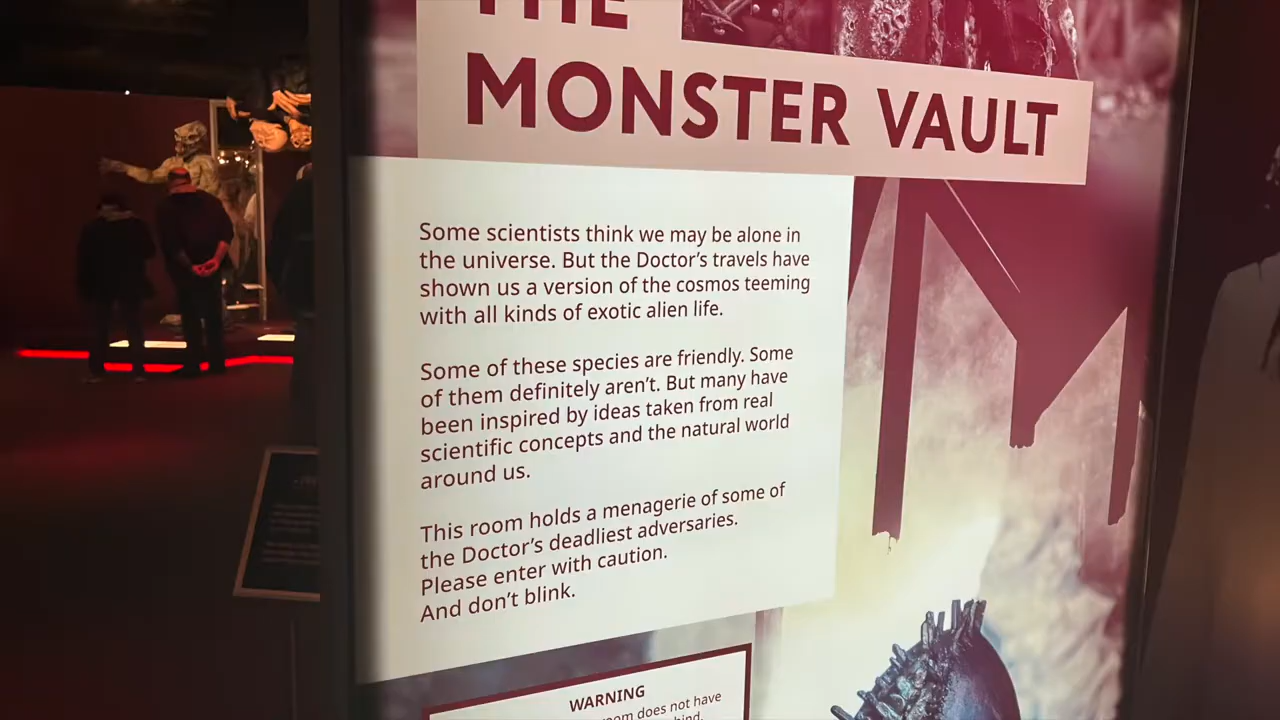 THE
MONSTER VAULT
Some scientists think we may be alone in
the universe. But the Doctor's travels have
shown us a version of the cosmos teeming
with all kinds of exotic alien life.
Some of these species are friendly. Some
of them definitely aren't. But many have
been inspired by ideas taken from real
scientific concepts and the natural world
around us.
This room holds a menagerie of some of
the Doctor's deadliest adversaries.
Please enter with caution.
And don't blink.
WARNING
room does not have